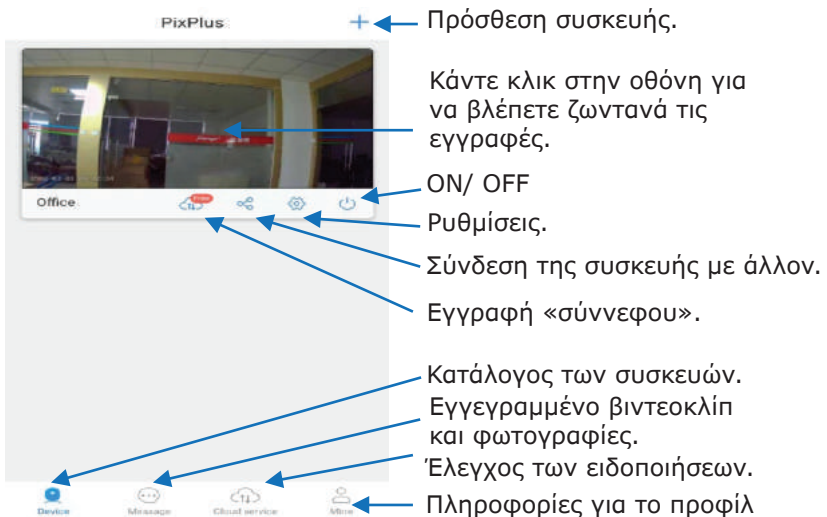 PixPlus
Πρόσθεση συσκευής.
Κάντε κλικ στην οθόνη για
να βλέπετε ζωντανά τις
εγγραφές.
ON/ OFF
Office
Free
Ρυθμίσεις.
Σύνδεση της συσκευής με άλλον.
Εγγραφή «σύννεφου».
Κατάλογος των συσκευών.
Εγγεγραμμένο βιντεοκλίπ
και φωτογραφίες.
Έλεγχος των ειδοποιήσεων.
Πληροφορίες για το προφίλ
Device
Message
Cloud service
Mine